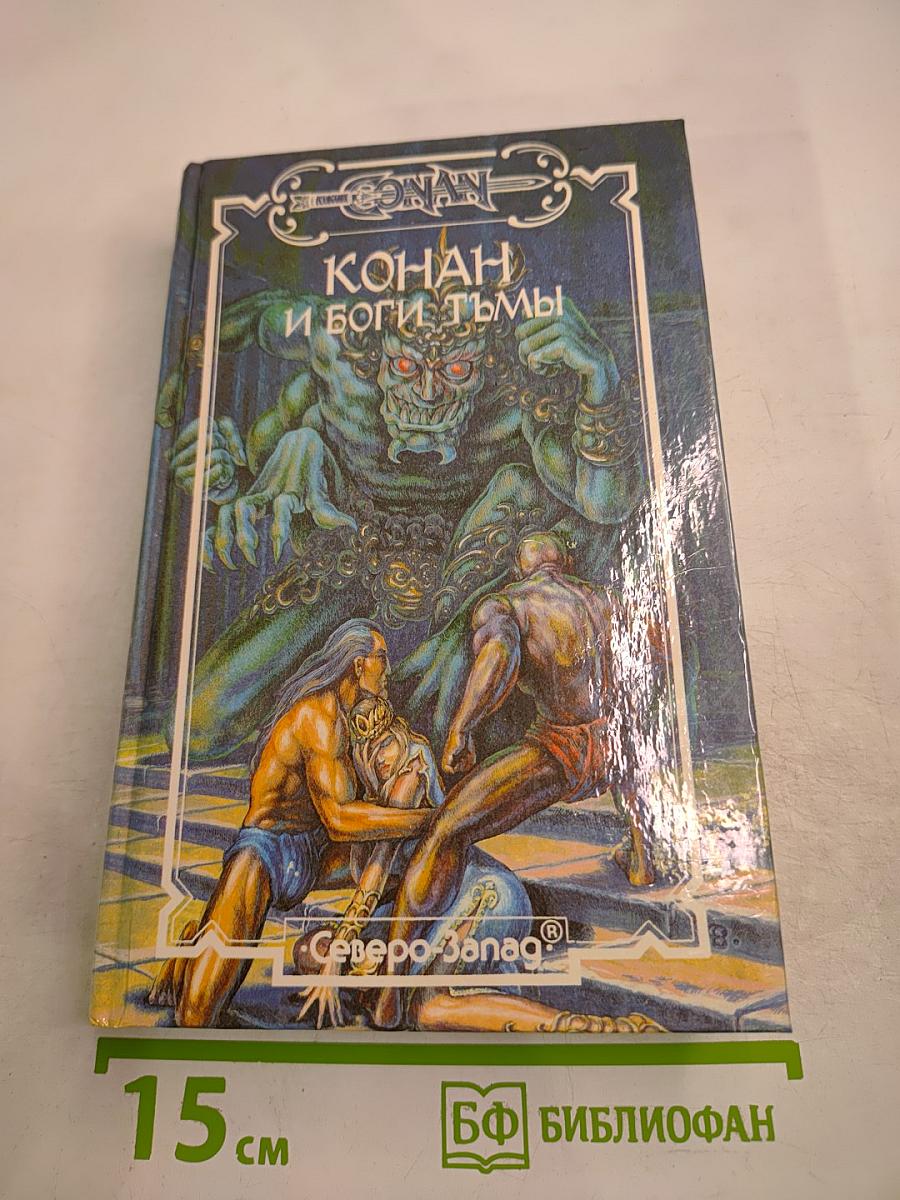 CONAN
КОНАН
И БОГИ ТЬМЫ
·Северо-Запад·®
15 см
БФ БИБЛИОФАН